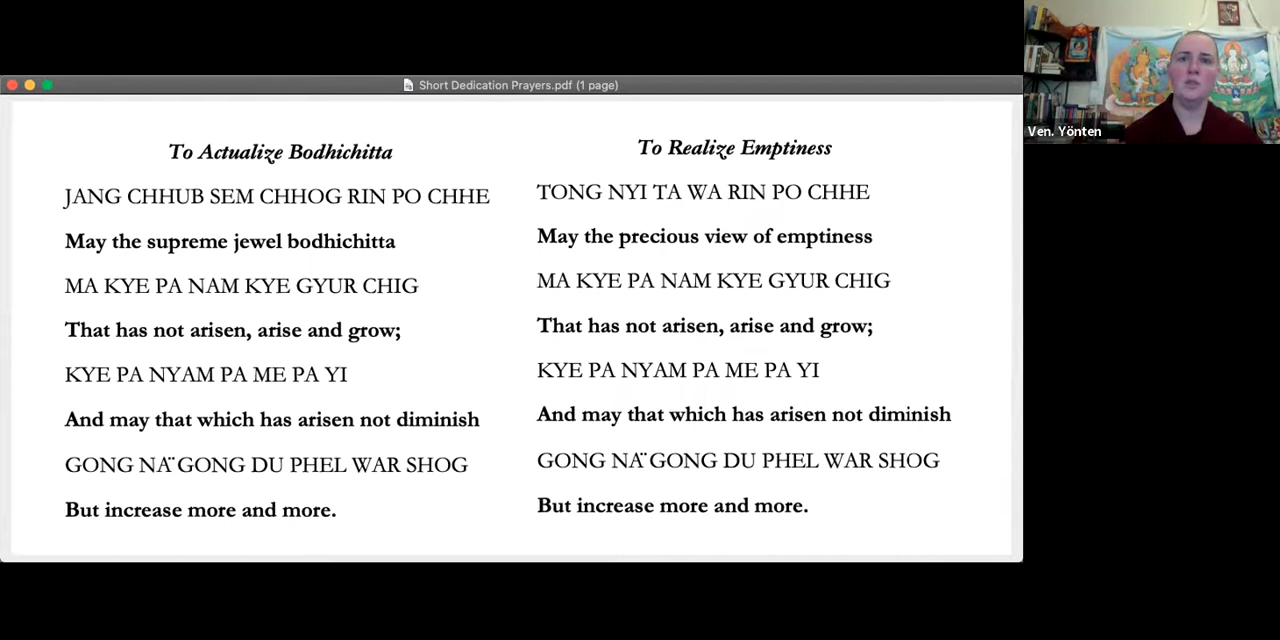 Short Dedication Prayers.pdf (1 page)
Ven. Yönten
To Actualize Bodhichitta
JANG CHHUB SEM CHHOG RIN PO CHHE
May the supreme jewel bodhichitta
MA KYE PA NAM KYE GYUR CHIG
That has not arisen, arise and grow;
KYE PA NYAM PA ME PA YI
And may that which has arisen not diminish
GONG NÄ GONG DU PHEL WAR SHOG
But increase more and more.
To Realize Emptiness
TONG NYI TA WA RIN PO CHHE
May the precious view of emptiness
MA KYE PA NAM KYE GYUR CHIG
That has not arisen, arise and grow;
KYE PA NYAM PA ME PA YI
And may that which has arisen not diminish
GONG NÄ GONG DU PHEL WAR SHOG
But increase more and more.